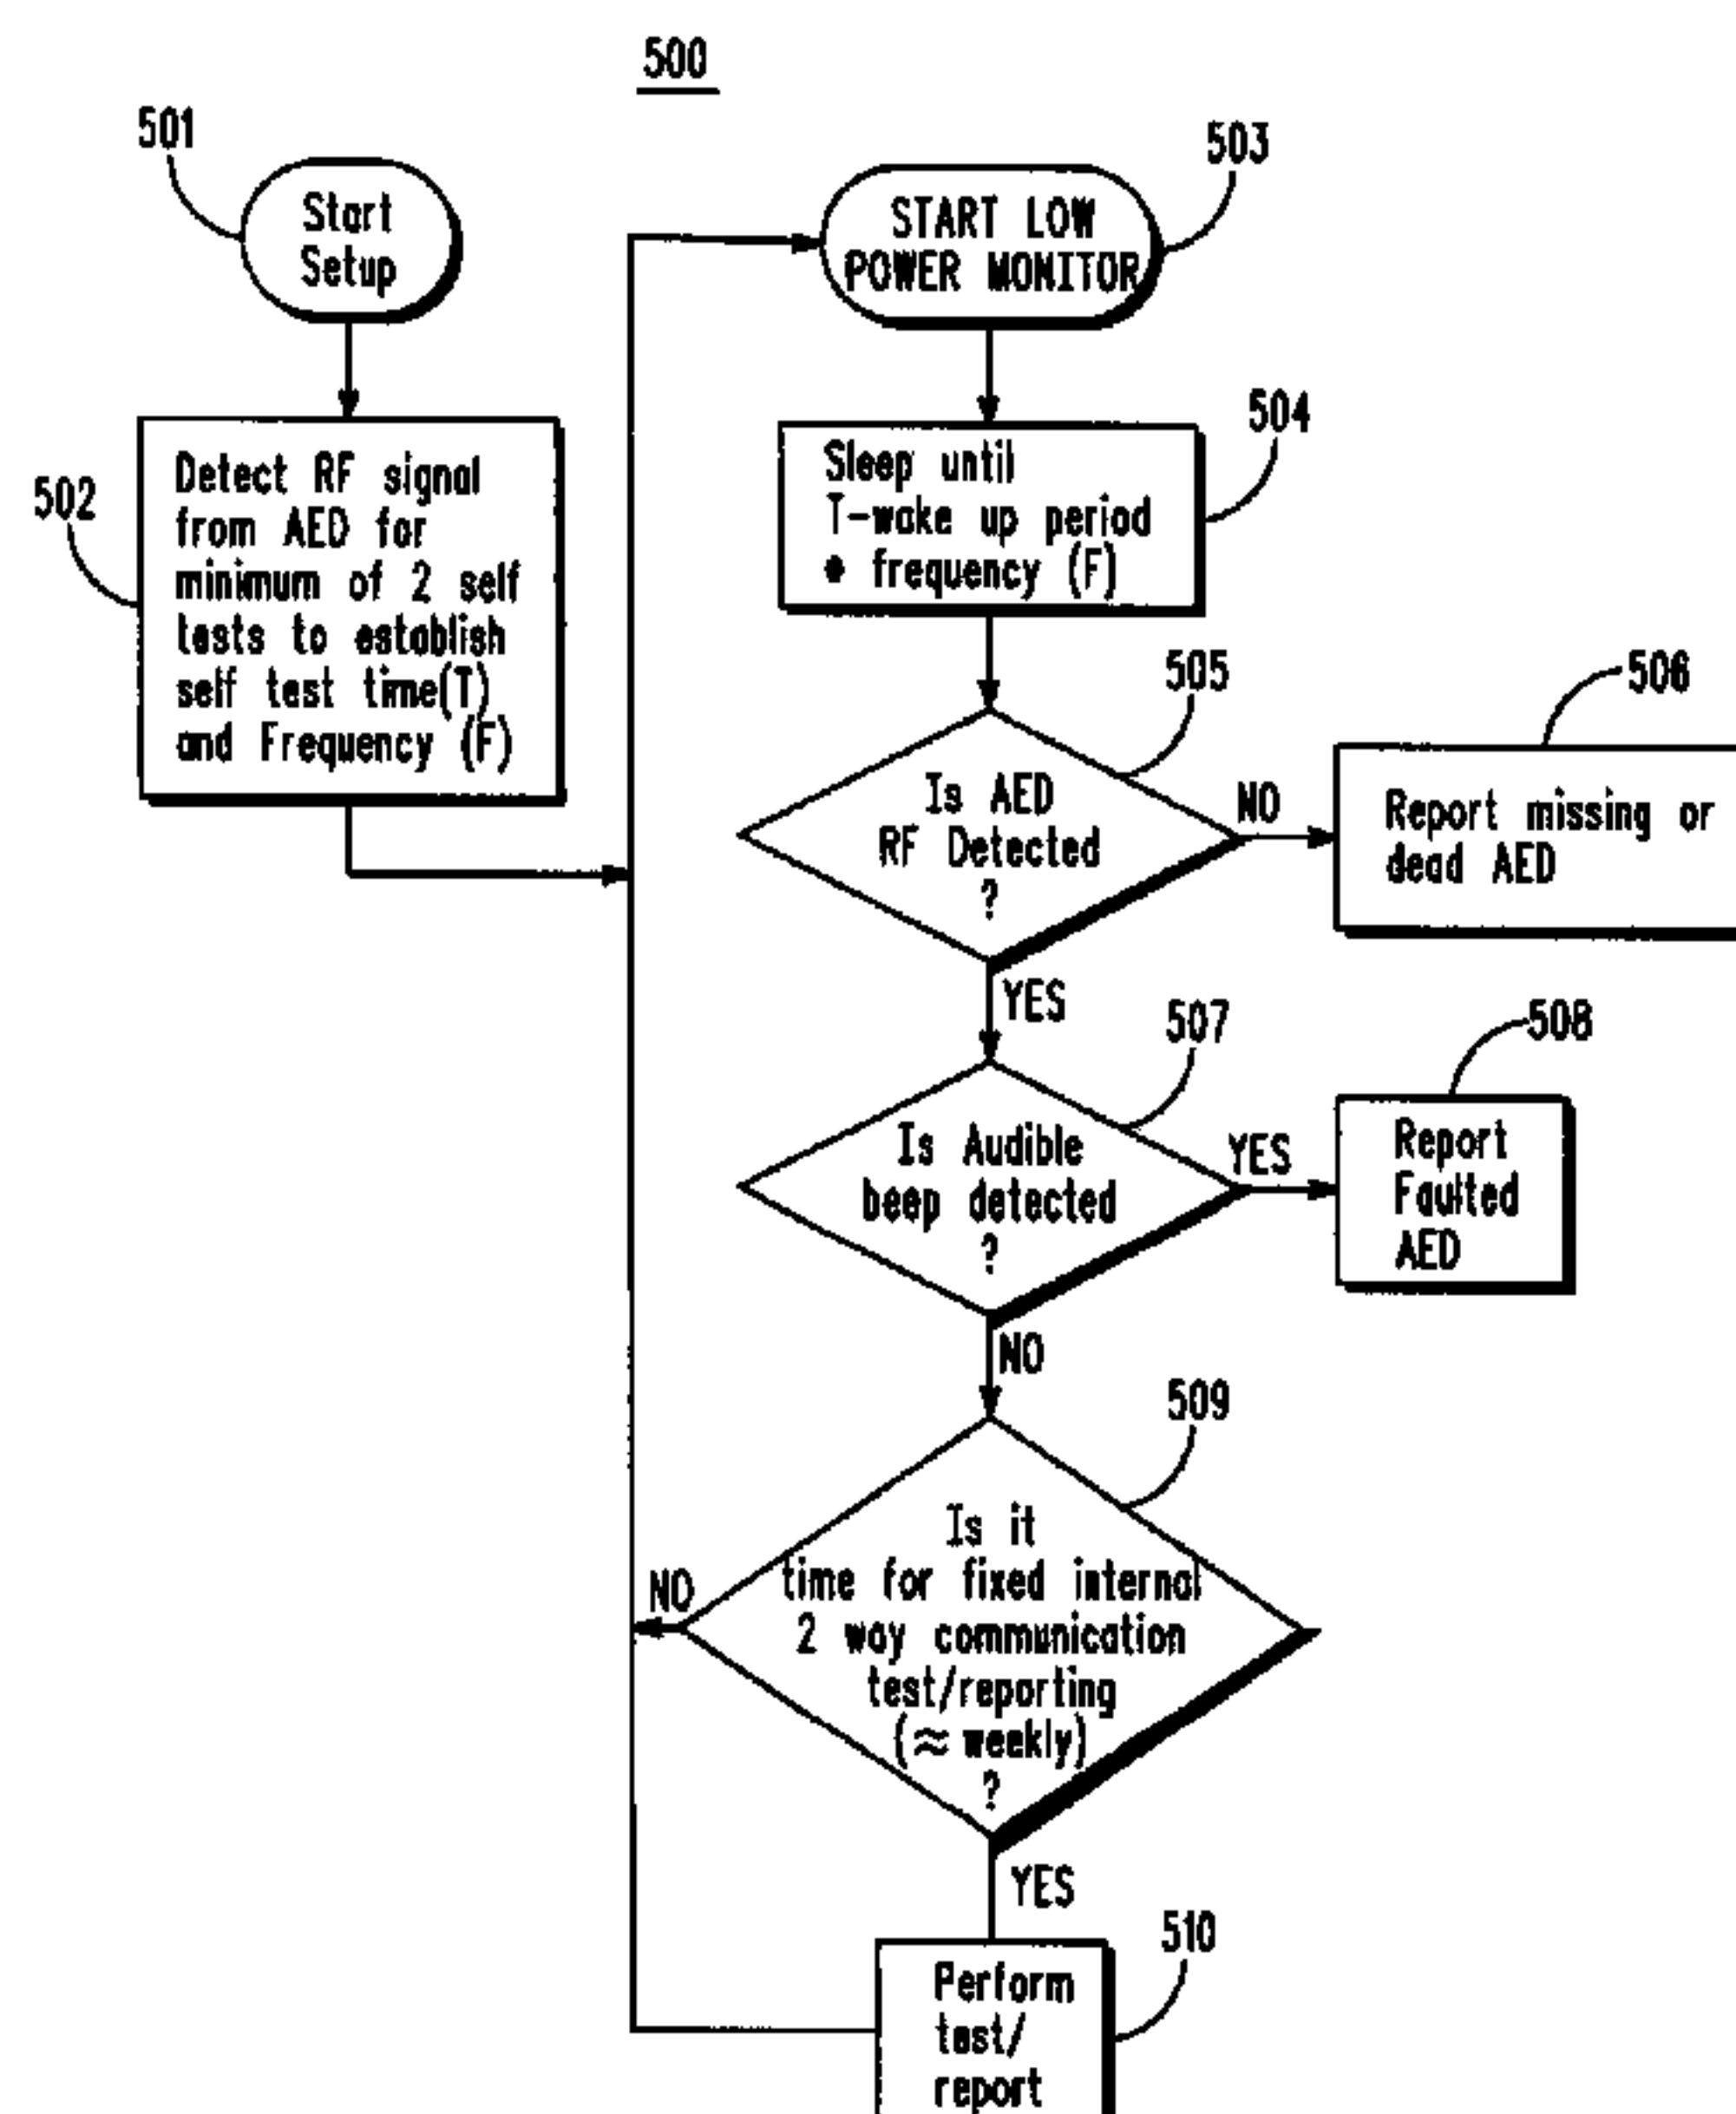 500
501
Start
Setup
502
Detect RF signal
from AED for
minimum of 2 self
tests to establish
self test time(T)
and Frequency (F)
503
START LOW
POWER MONITOR
504
Sleep until
T-wake up period
• frequency (F)
505
Is AED
RF Detected
?
NO
506
Report missing or
dead AED
YES
507
Is Audible
beep detected
?
YES
508
Report
Faulted
AED
NO
509
Is it
time for fixed internal
2 way communication
test/reporting
(≈ weekly)
?
NO
YES
510
Perform
test/
report